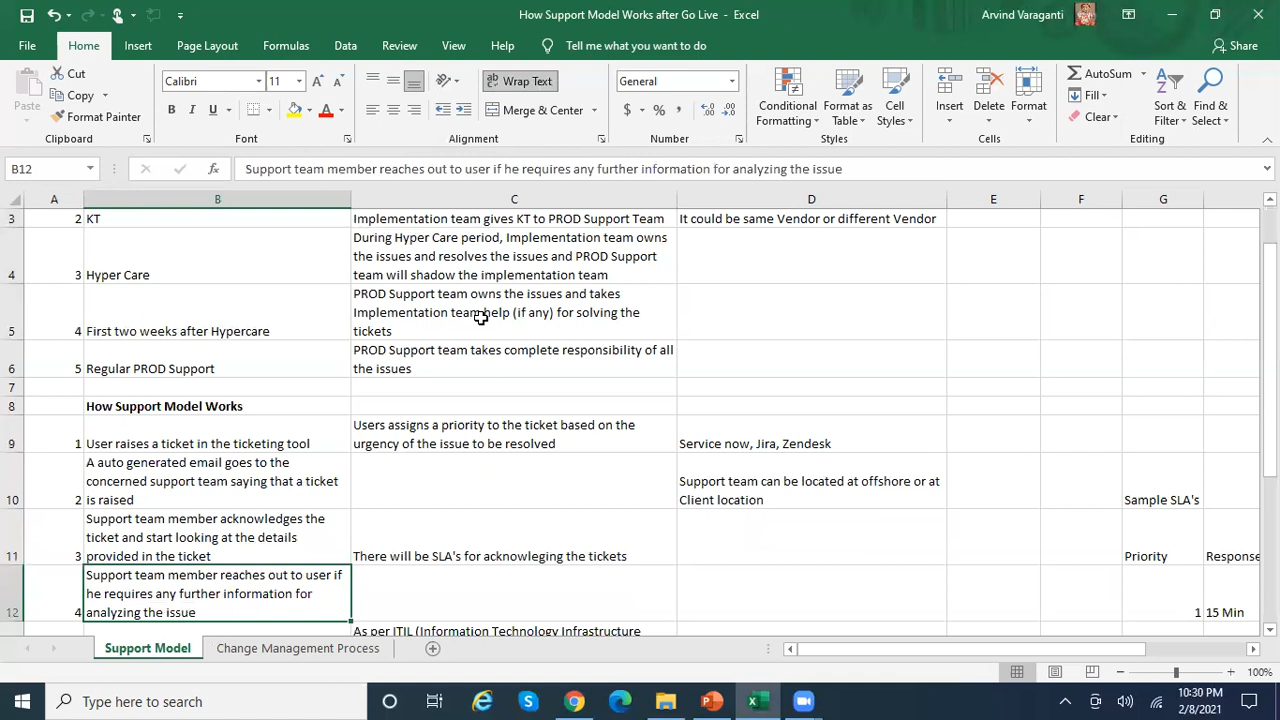 How Support Model Works after Go Live - Excel
Arvind Varaganti
File
Home
Insert
Page Layout
Formulas
Data
Review
View
Help
Tell me what you want to do
Share
Paste
Cut
Copy
Format Painter
Clipboard
Calibri
11
B I U
Font
Wrap Text
Merge & Center
Alignment
General
$ % ,
Number
Conditional Formatting
Format as Table
Cell Styles
Styles
Insert
Delete
Format
Cells
AutoSum
Fill
Clear
Sort & Filter
Find & Select
Editing
B12
Support team member reaches out to user if he requires any further information for analyzing the issue
A B C D E F G
3 2 KT Implementation team gives KT to PROD Support Team It could be same Vendor or different Vendor
During Hyper Care period, Implementation team owns
the issues and resolves the issues and PROD Support
4 3 Hyper Care team will shadow the implementation team
PROD Support team owns the issues and takes
Implementation team help (if any) for solving the
5 4 First two weeks after Hypercare tickets
PROD Support team takes complete responsibility of all
6 5 Regular PROD Support the issues
7
8 How Support Model Works
Users assigns a priority to the ticket based on the
9 1 User raises a ticket in the ticketing tool urgency of the issue to be resolved Service now, Jira, Zendesk
A auto generated email goes to the
concerned support team saying that a ticket Support team can be located at offshore or at
10 2 is raised Client location Sample SLA's
Support team member acknowledges the
ticket and start looking at the details
11 3 provided in the ticket There will be SLA's for acknowleging the tickets Priority Response
Support team member reaches out to user if
he requires any further information for
12 4 analyzing the issue 1 15 Min
As per ITIL (Information Technology Infrastructure
Support Model
Change Management Process
100%
Type here to search
10:30 PM
2/8/2021